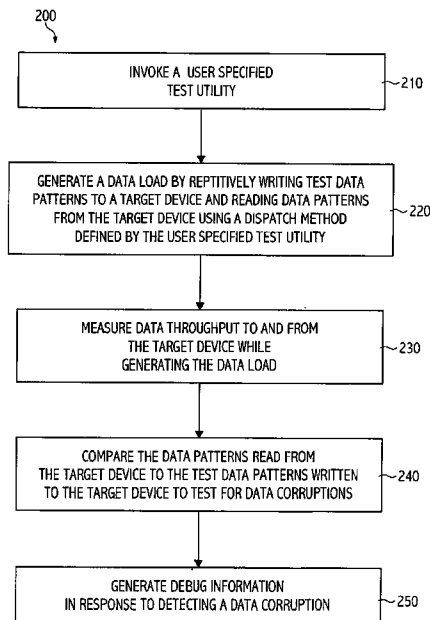 200
INVOKE A USER SPECIFIED
TEST UTILITY
210
GENERATE A DATA LOAD BY REPTITIVELY WRITING TEST DATA
PATTERNS TO A TARGET DEVICE AND READING DATA PATTERNS
FROM THE TARGET DEVICE USING A DISPATCH METHOD
DEFINED BY THE USER SPECIFIED TEST UTILITY
220
MEASURE DATA THROUGHPUT TO AND FROM
THE TARGET DEVICE WHILE
GENERATING THE DATA LOAD
230
COMPARE THE DATA PATTERNS READ FROM
THE TARGET DEVICE TO THE TEST DATA PATTERNS WRITTEN
TO THE TARGET DEVICE TO TEST FOR DATA CORRUPTIONS
240
GENERATE DEBUG INFORMATION
IN RESPONSE TO DETECTING A DATA CORRUPTION
250